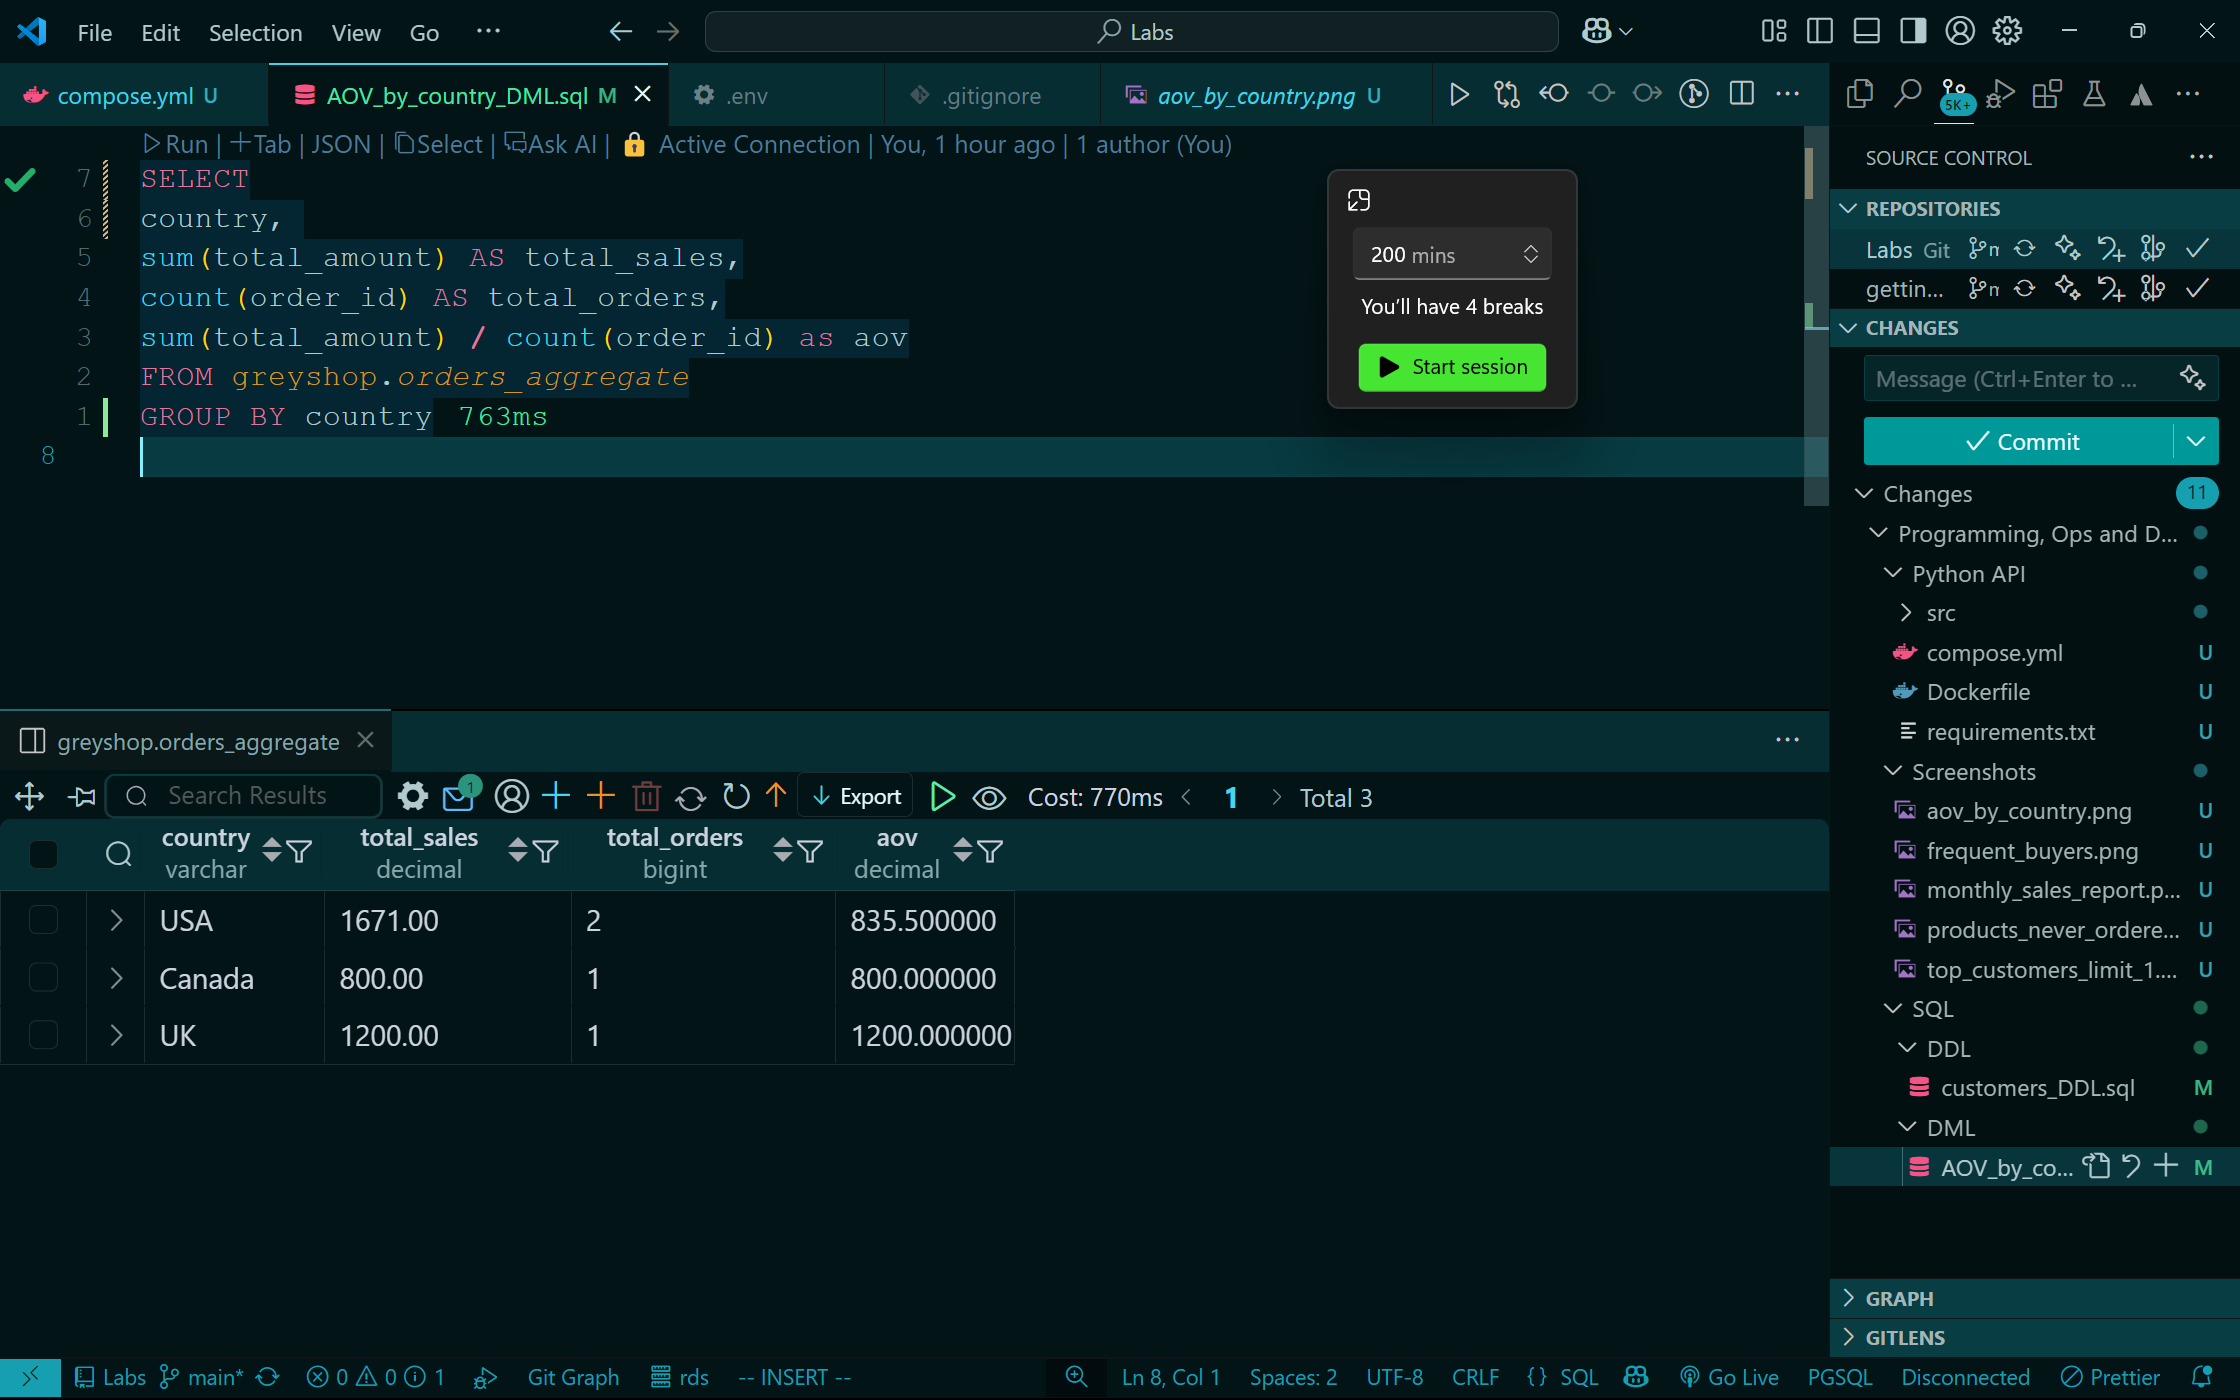 File Edit Selection View Go ··· Labs
compose.yml U AOV_by_country_DML.sql M .env .gitignore aov_by_country.png U
5K+
Run | Tab | JSON | Select | Ask AI | Active Connection | You, 1 hour ago | 1 author (You)
7 SELECT
6 country,
5 sum(total_amount) AS total_sales,
4 count(order_id) AS total_orders,
3 sum(total_amount) / count(order_id) as aov
2 FROM greyshop.orders_aggregate
1 GROUP BY country 763ms
8
200 mins
You'll have 4 breaks
Start session
greyshop.orders_aggregate
Search Results 1 Export Cost: 770ms 1 Total 3
country total_sales total_orders aov
varchar decimal bigint decimal
USA 1671.00 2 835.500000
Canada 800.00 1 800.000000
UK 1200.00 1 1200.000000
SOURCE CONTROL
REPOSITORIES
Labs Git
gettin...
CHANGES
Message (Ctrl+Enter to ...
Commit
Changes 11
Programming, Ops and D...
Python API
src
compose.yml U
Dockerfile U
requirements.txt U
Screenshots
aov_by_country.png U
frequent_buyers.png U
monthly_sales_report.p... U
products_never_ordere... U
top_customers_limit_1.... U
SQL
DDL
customers_DDL.sql M
DML
AOV_by_co... M
GRAPH
GITLENS
Labs main* 0 0 1 Git Graph rds -- INSERT -- Ln 8, Col 1 Spaces: 2 UTF-8 CRLF {} SQL Go Live PGSQL Disconnected Prettier